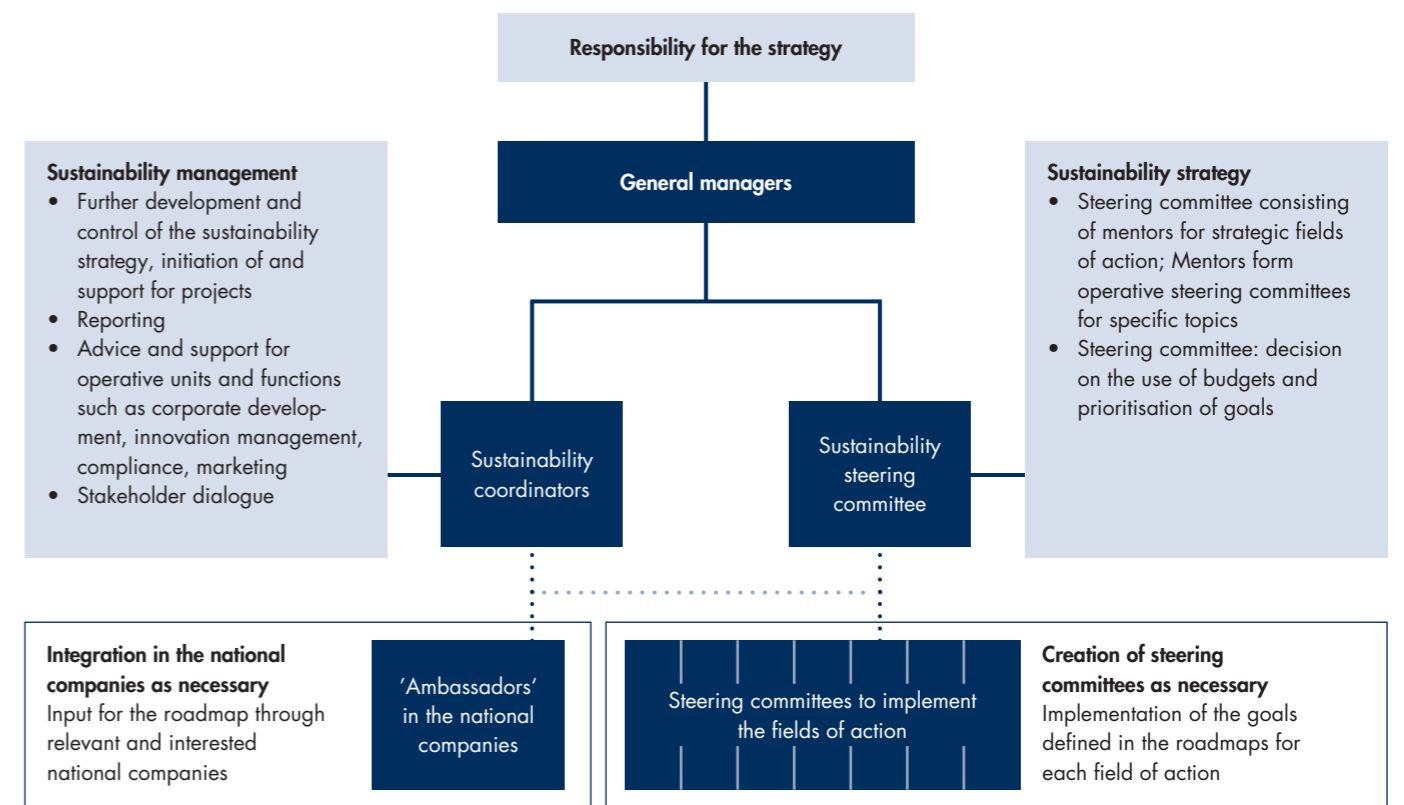 Responsibility for the strategy
General managers
Sustainability management
• Further development and
control of the sustainability
strategy, initiation of and
support for projects
• Reporting
• Advice and support for
operative units and functions
such as corporate develop-
ment, innovation management,
compliance, marketing
• Stakeholder dialogue
Sustainability strategy
• Steering committee consisting
of mentors for strategic fields
of action; Mentors form
operative steering committees
for specific topics
• Steering committee: decision
on the use of budgets and
prioritisation of goals
Sustainability
coordinators
Sustainability
steering
committee
Integration in the national
companies as necessary
Input for the roadmap through
relevant and interested
national companies
’Ambassadors‘
in the national
companies
Steering committees to implement
the fields of action
Creation of steering
committees as necessary
Implementation of the goals
defined in the roadmaps for
each field of action